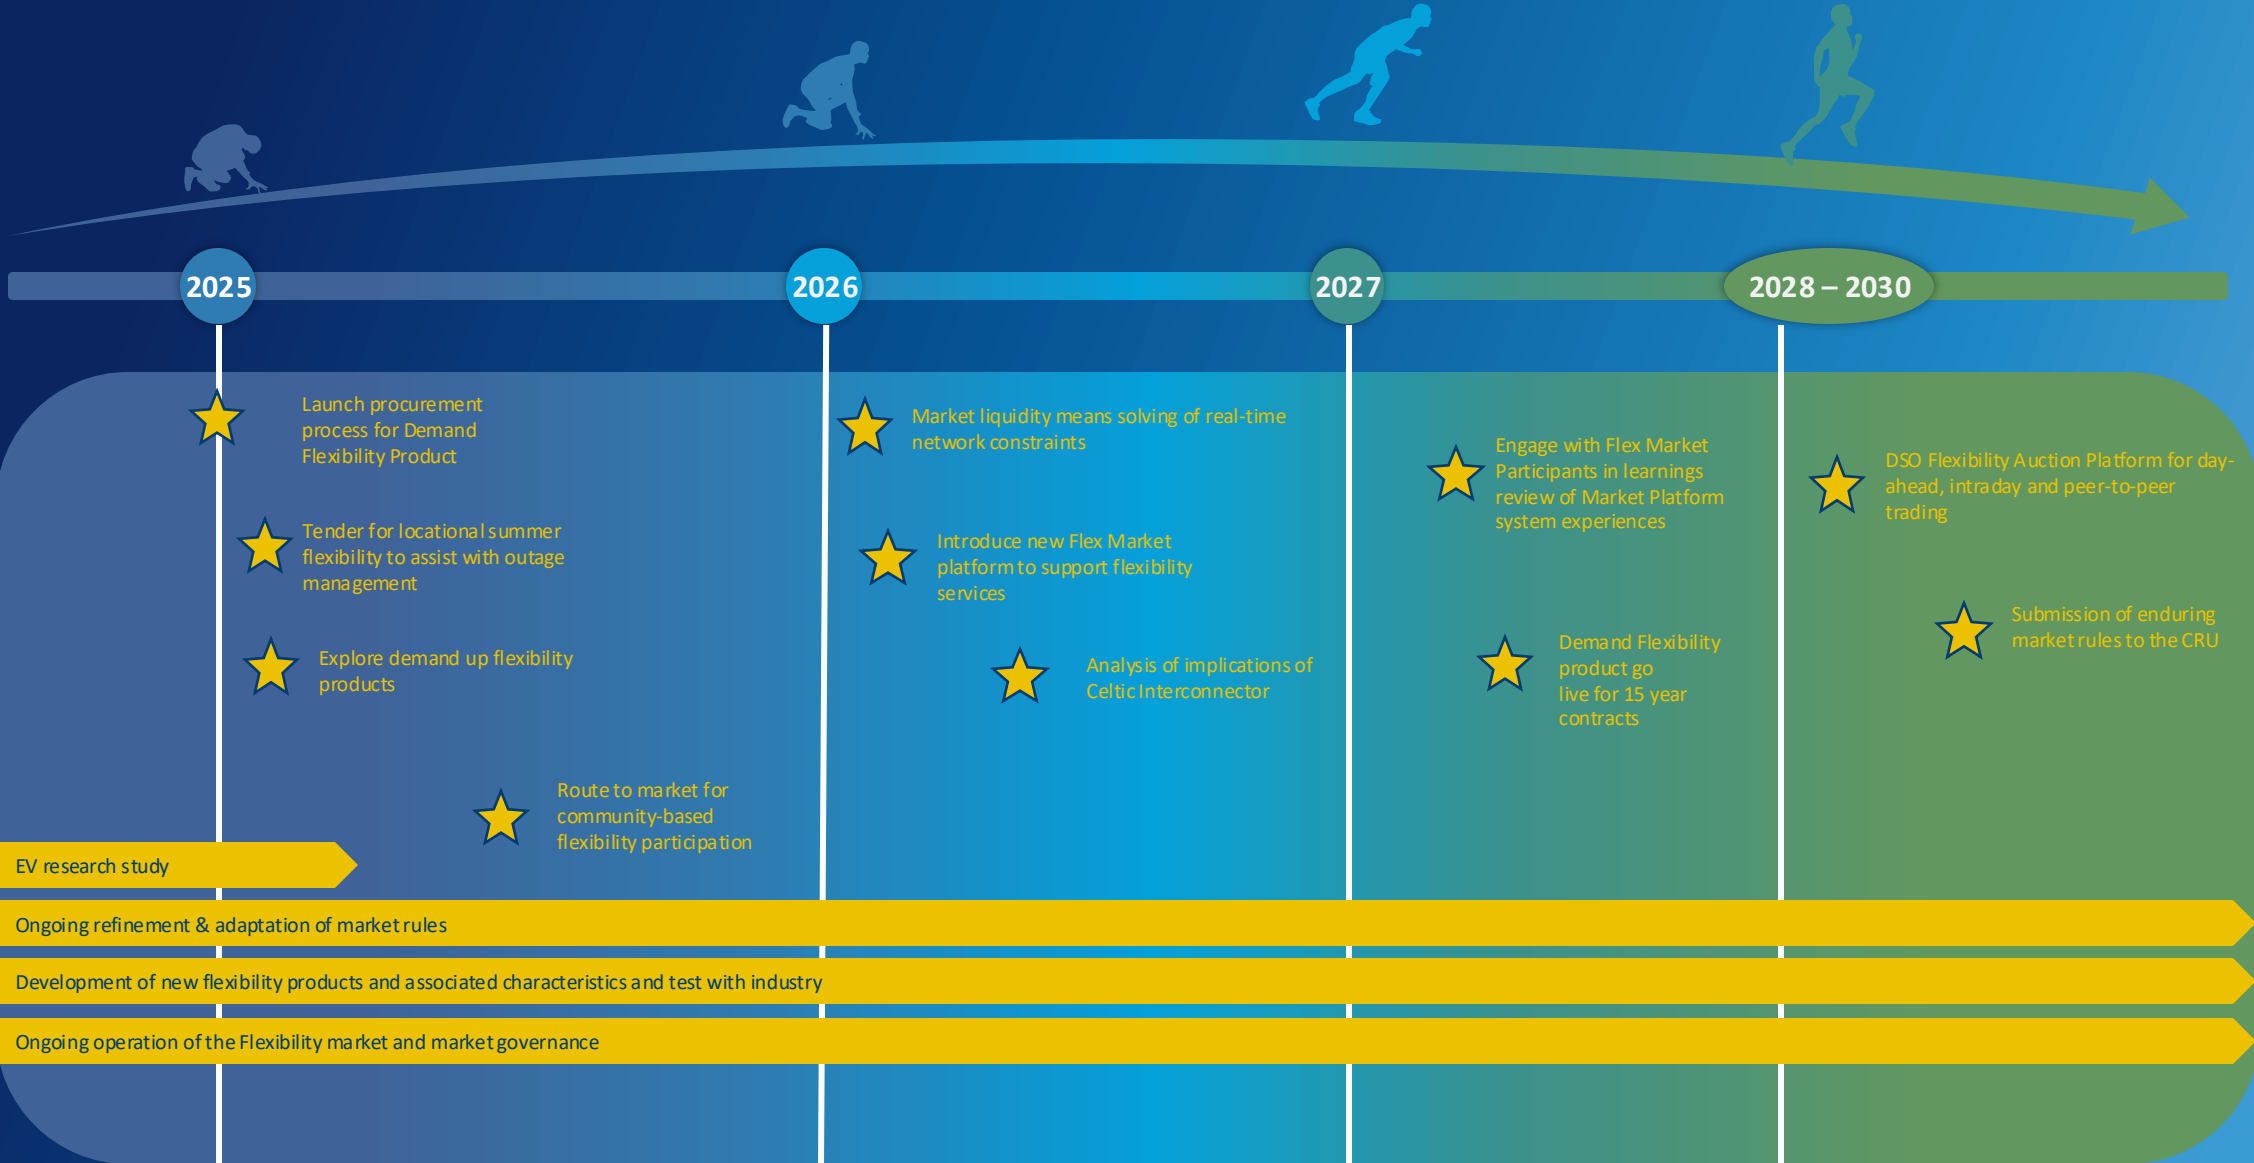 2025
2026
2027
2028 – 2030
Launch procurement
process for Demand
Flexibility Product
Tender for locational summer
flexibility to assist with outage
management
Explore demand up flexibility
products
Route to market for
community-based
flexibility participation
Market liquidity means solving of real-time
network constraints
Introduce new Flex Market
platform to support flexibility
services
Analysis of implications of
Celtic Interconnector
Engage with Flex Market
Participants in learnings
review of Market Platform
system experiences
Demand Flexibility
product go
live for 15 year
contracts
DSO Flexibility Auction Platform for day-
ahead, intraday and peer-to-peer
trading
Submission of enduring
market rules to the CRU
EV research study
Ongoing refinement & adaptation of market rules
Development of new flexibility products and associated characteristics and test with industry
Ongoing operation of the Flexibility market and market governance